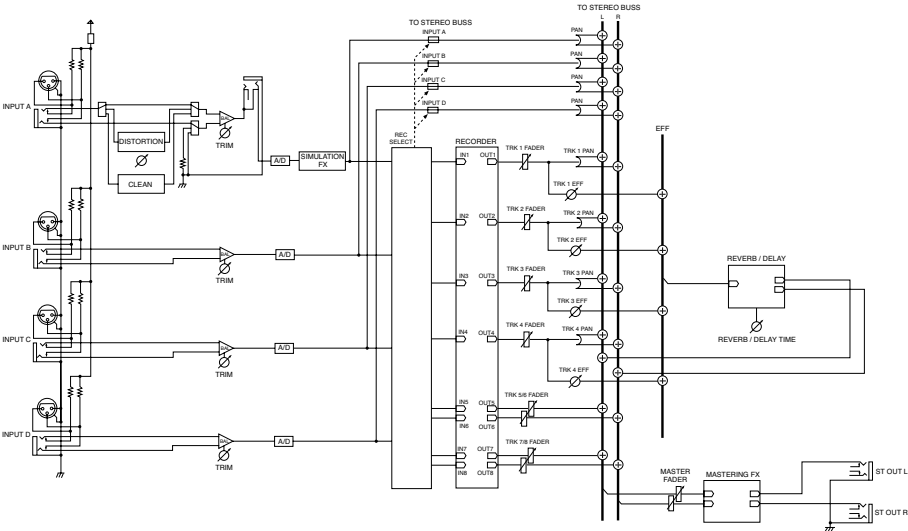 TO STEREO BUSS
L R
TO STEREO BUSS
INPUT A
PAN
INPUT B
PAN
INPUT C
PAN
INPUT D
PAN
INPUT A
DISTORTION
CLEAN
BAL
TRIM
A/D
SIMULATION
FX
REC
SELECT
RECORDER
EFF
IN1 OUT1
TRK 1 FADER
TRK 1 PAN
TRK 1 EFF
IN2 OUT2
TRK 2 FADER
TRK 2 PAN
TRK 2 EFF
INPUT B
BAL
TRIM
A/D
IN3 OUT3
TRK 3 FADER
TRK 3 PAN
TRK 3 EFF
REVERB / DELAY
REVERB / DELAY TIME
INPUT C
BAL
TRIM
A/D
IN4 OUT4
TRK 4 FADER
TRK 4 PAN
TRK 4 EFF
INPUT D
BAL
TRIM
A/D
IN5 OUT5
IN6 OUT6
TRK 5/6 FADER
IN7 OUT7
IN8 OUT8
TRK 7/8 FADER
MASTER
FADER
MASTERING FX
ST OUT L
ST OUT R